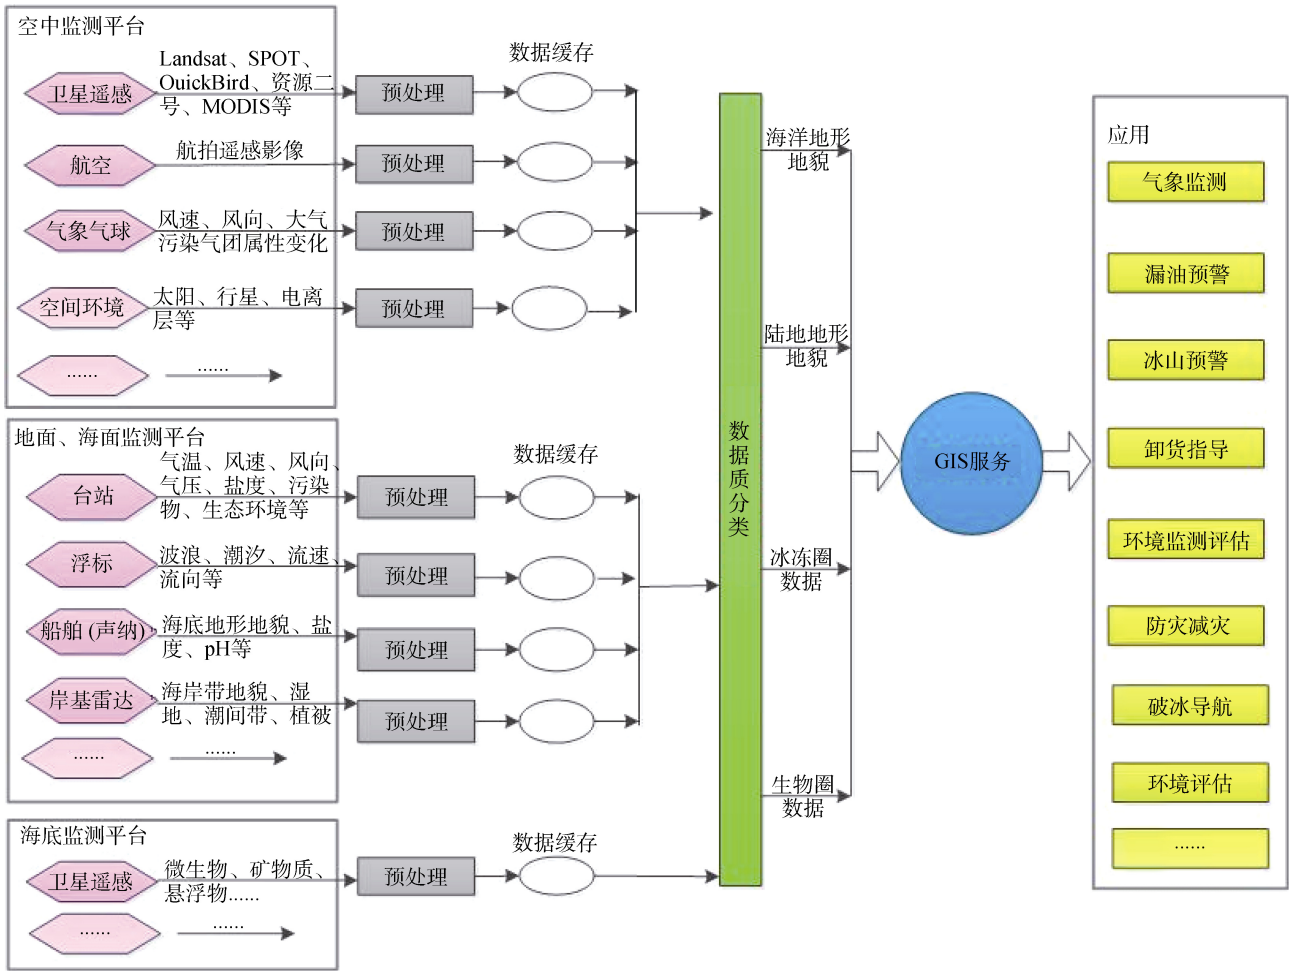 空中监测平台
卫星遥感
Landsat、SPOT、
OuickBird、资源二
号、MODIS等
预处理
数据缓存
航空
航拍遥感影像
预处理
气象气球
风速、风向、大气
污染气团属性变化
预处理
空间环境
太阳、行星、电离
层等
预处理
······
······
地面、海面监测平台
台站
气温、风速、风向、
气压、盐度、污染
物、生态环境等
预处理
数据缓存
浮标
波浪、潮汐、流速、
流向等
预处理
船舶 (声纳)
海底地形地貌、盐
度、pH等
预处理
岸基雷达
海岸带地貌、湿
地、潮间带、植被
预处理
······
······
海底监测平台
卫星遥感
微生物、矿物质、
悬浮物······
预处理
数据缓存
······
······
数据质分类
海洋地形
地貌
陆地地形
地貌
冰冻圈
数据
生物圈
数据
GIS服务
应用
气象监测
漏油预警
冰山预警
卸货指导
环境监测评估
防灾减灾
破冰导航
环境评估
······